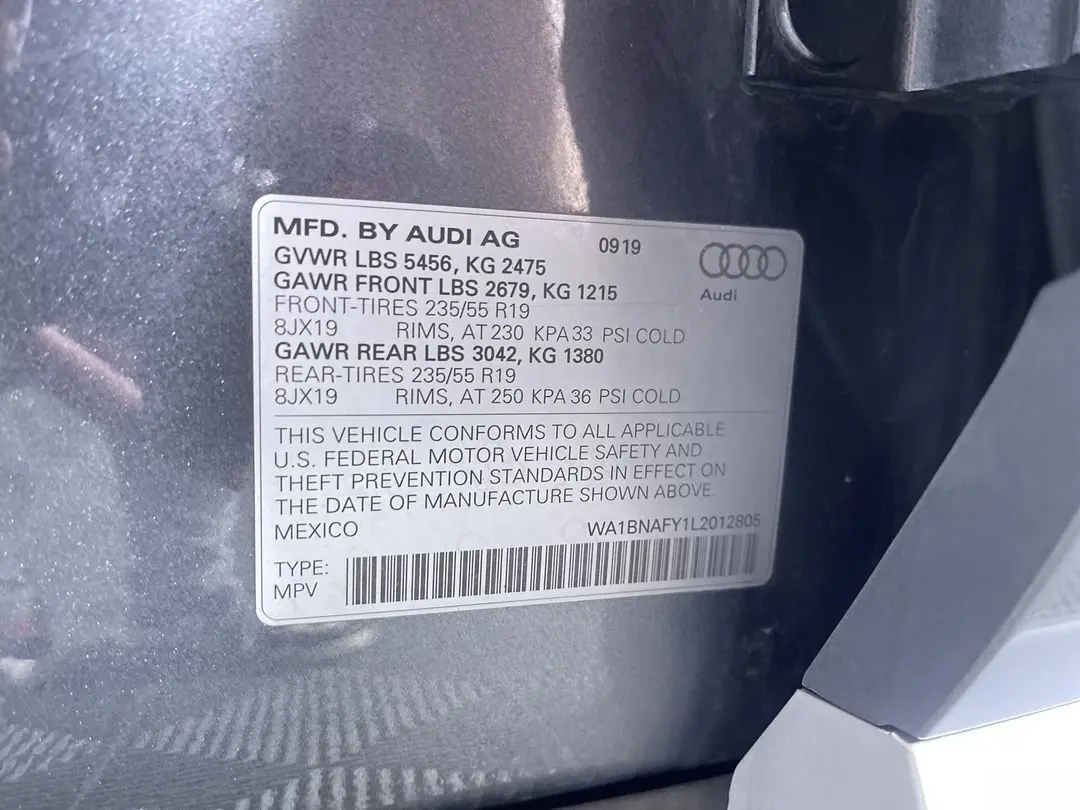 MFD. BY AUDI AG 0919
GVWR LBS 5456, KG 2475
GAWR FRONT LBS 2679, KG 1215
Audi
FRONT-TIRES 235/55 R19
8JX19 RIMS, AT 230 KPA 33 PSI COLD
GAWR REAR LBS 3042, KG 1380
REAR-TIRES 235/55 R19
8JX19 RIMS, AT 250 KPA 36 PSI COLD
THIS VEHICLE CONFORMS TO ALL APPLICABLE
U.S. FEDERAL MOTOR VEHICLE SAFETY AND
THEFT PREVENTION STANDARDS IN EFFECT ON
THE DATE OF MANUFACTURE SHOWN ABOVE.
MEXICO WA1BNAFY1L2012805
TYPE:
MPV